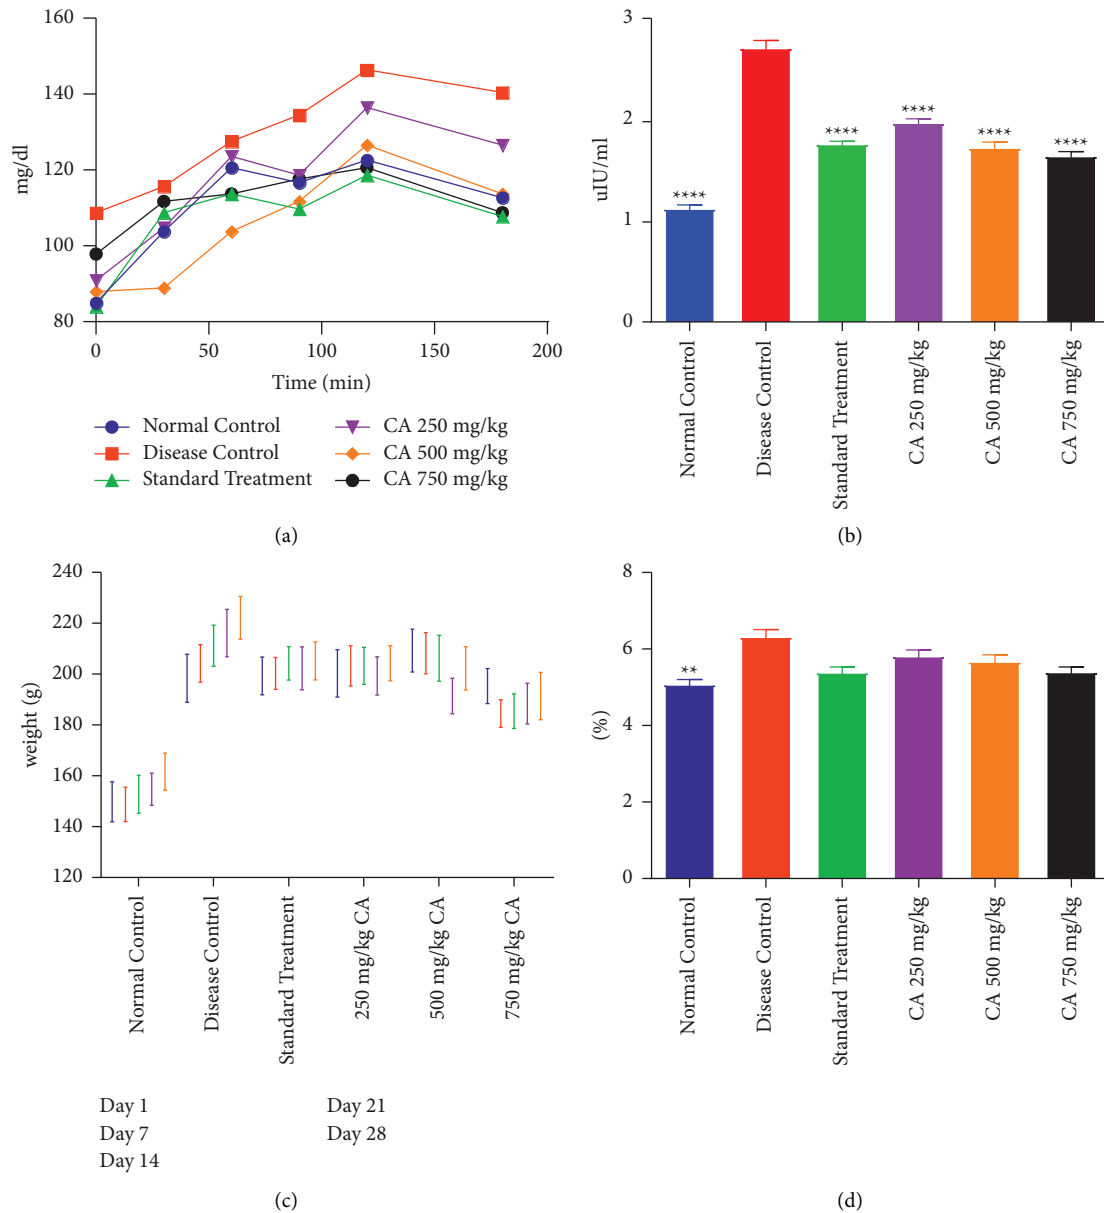 160
140
120
100
80
mg/dl
0
50
100
150
200
Time (min)
Normal Control
Disease Control
Standard Treatment
CA 250 mg/kg
CA 500 mg/kg
CA 750 mg/kg
(a)
3
2
1
0
uIU/ml
****
****
****
****
****
Normal Control
Disease Control
Standard Treatment
CA 250 mg/kg
CA 500 mg/kg
CA 750 mg/kg
(b)
240
220
200
180
160
140
120
weight (g)
Normal Control
Disease Control
Standard Treatment
250 mg/kg CA
500 mg/kg CA
750 mg/kg CA
Day 1
Day 7
Day 14
Day 21
Day 28
(c)
8
6
4
2
0
(%)
**
Normal Control
Disease Control
Standard Treatment
CA 250 mg/kg
CA 500 mg/kg
CA 750 mg/kg
(d)